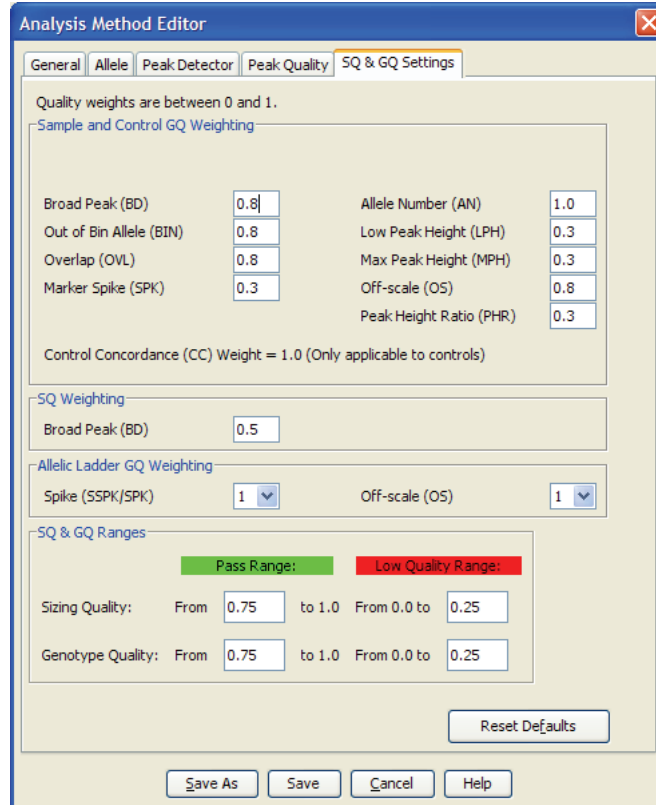 Analysis Method Editor
General Allele Peak Detector Peak Quality SQ & GQ Settings
Quality weights are between 0 and 1.
Sample and Control GQ Weighting
Broad Peak (BD) 0.8 Allele Number (AN) 1.0
Out of Bin Allele (BIN) 0.8 Low Peak Height (LPH) 0.3
Overlap (OVL) 0.8 Max Peak Height (MPH) 0.3
Marker Spike (SPK) 0.3 Off-scale (OS) 0.8
Peak Height Ratio (PHR) 0.3
Control Concordance (CC) Weight = 1.0 (Only applicable to controls)
SQ Weighting
Broad Peak (BD) 0.5
Allelic Ladder GQ Weighting
Spike (SSPK/SPK) 1 Off-scale (OS) 1
SQ & GQ Ranges
Pass Range: Low Quality Range:
Sizing Quality: From 0.75 to 1.0 From 0.0 to 0.25
Genotype Quality: From 0.75 to 1.0 From 0.0 to 0.25
Reset Defaults
Save As Save Cancel Help